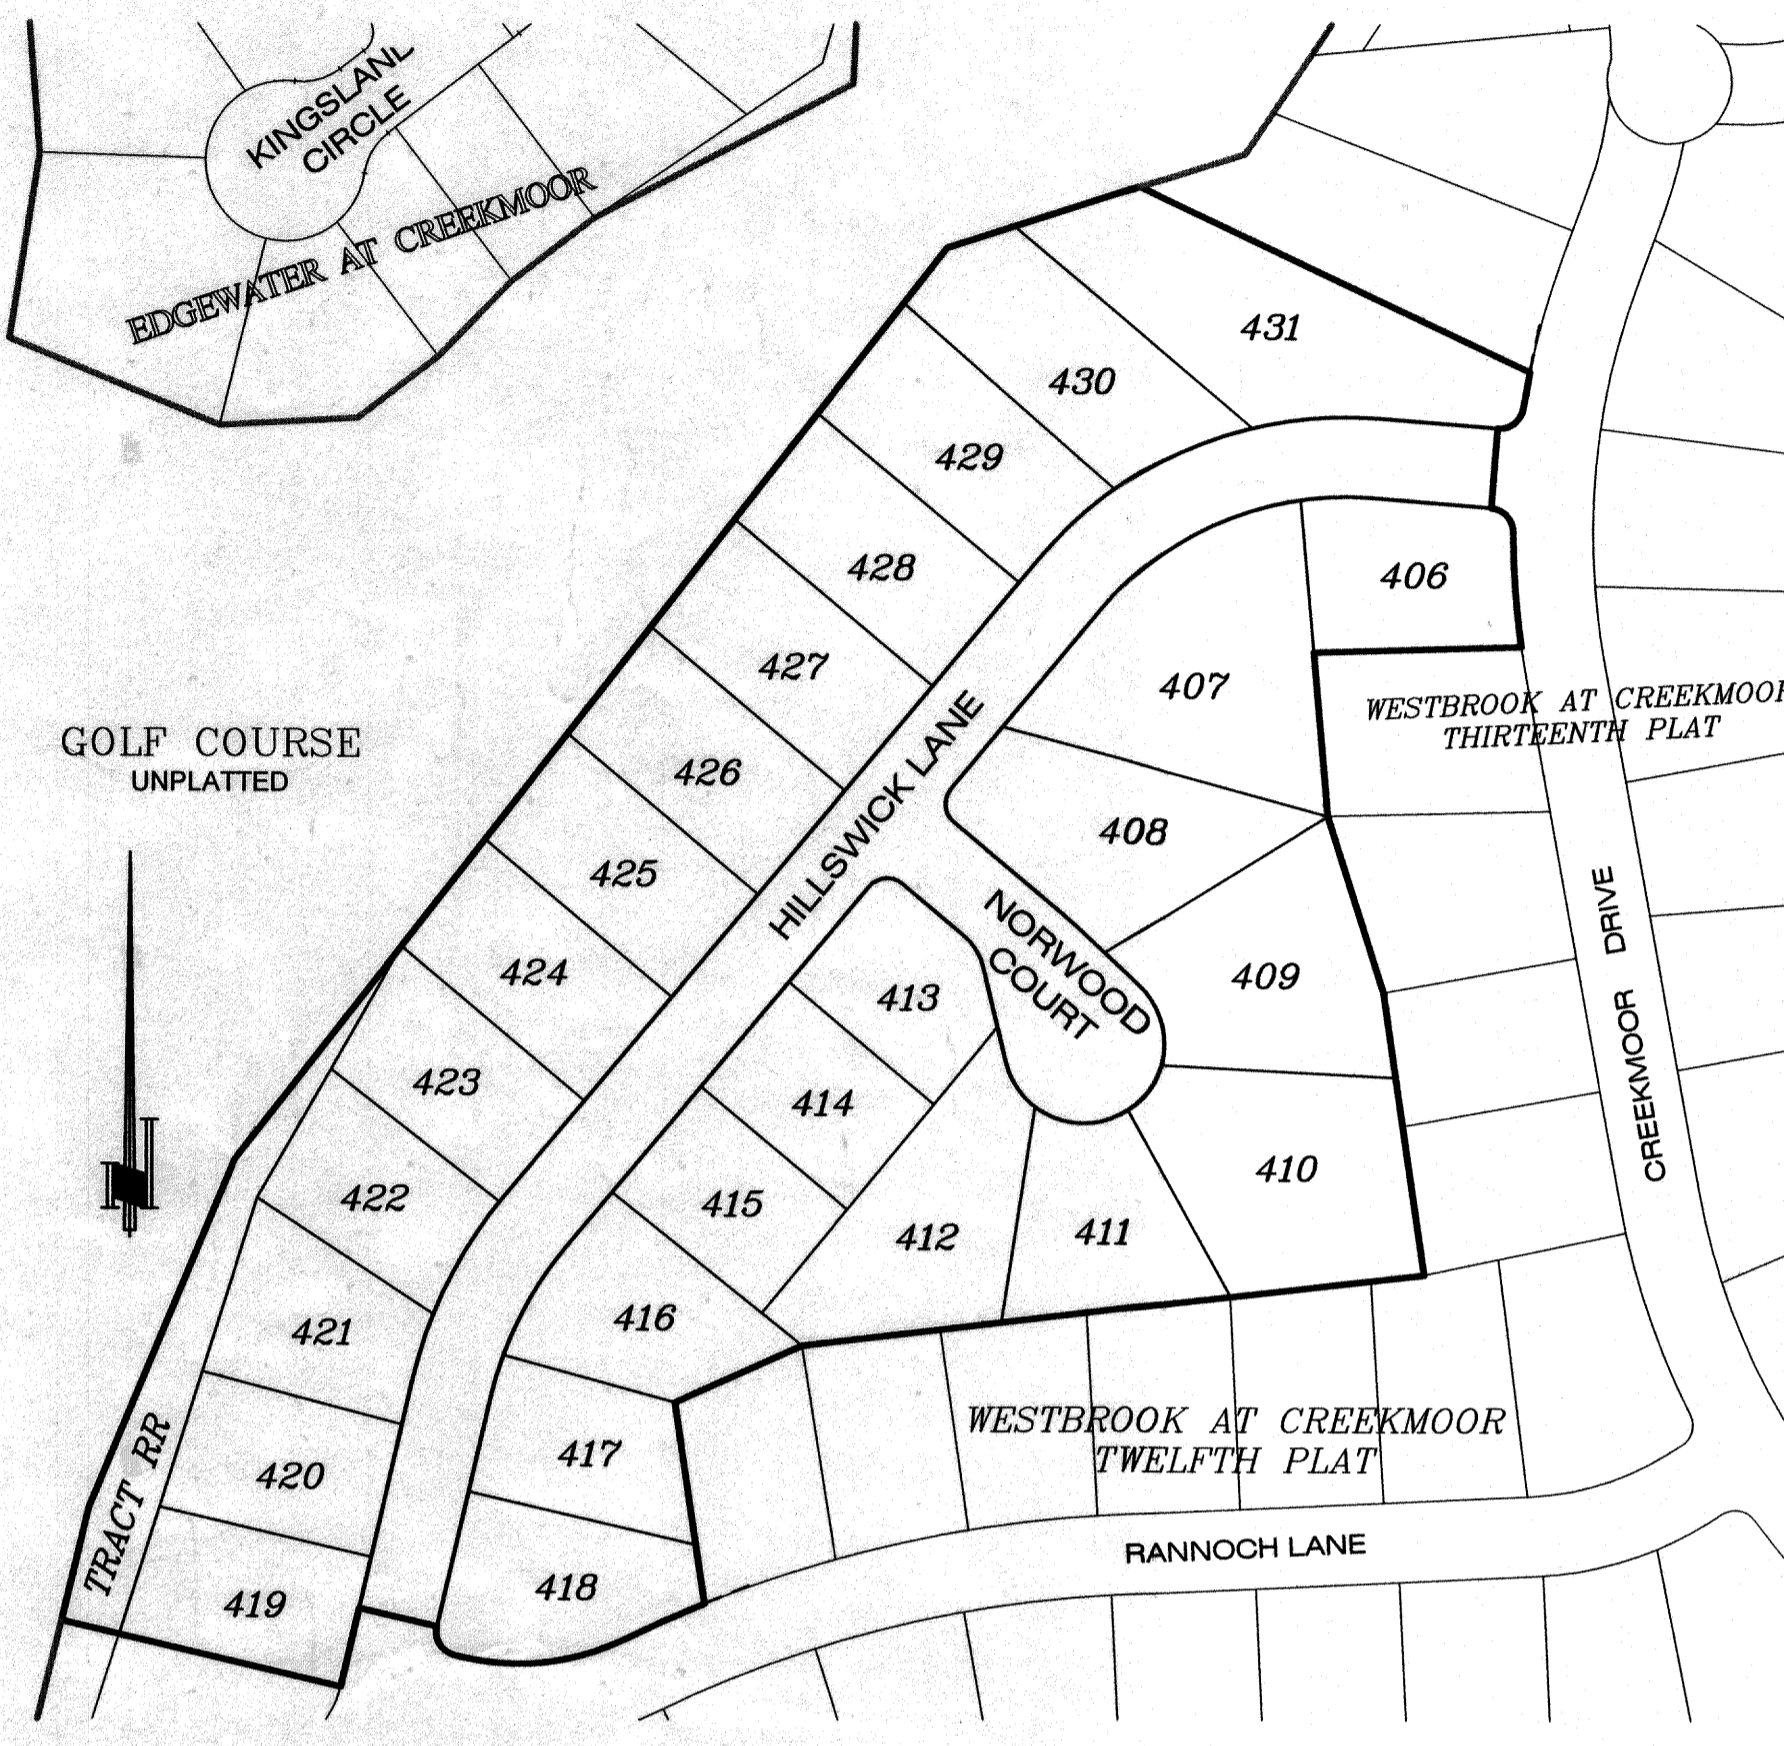 KINGSLAND
CIRCLE
EDGEWATER AT CREEKMOOR
431
430
429
428
406
427
407
WESTBROOK AT CREEKMOOR
THIRTEENTH PLAT
GOLF COURSE
UNPLATTED
426
HILLSWICK LANE
408
425
NORWOOD
COURT
424
413
409
CREEKMOOR DRIVE
423
414
N
422
415
410
412
411
421
416
WESTBROOK AT CREEKMOOR
TWELFTH PLAT
TRACT RR
420
417
RANNOCH LANE
419
418